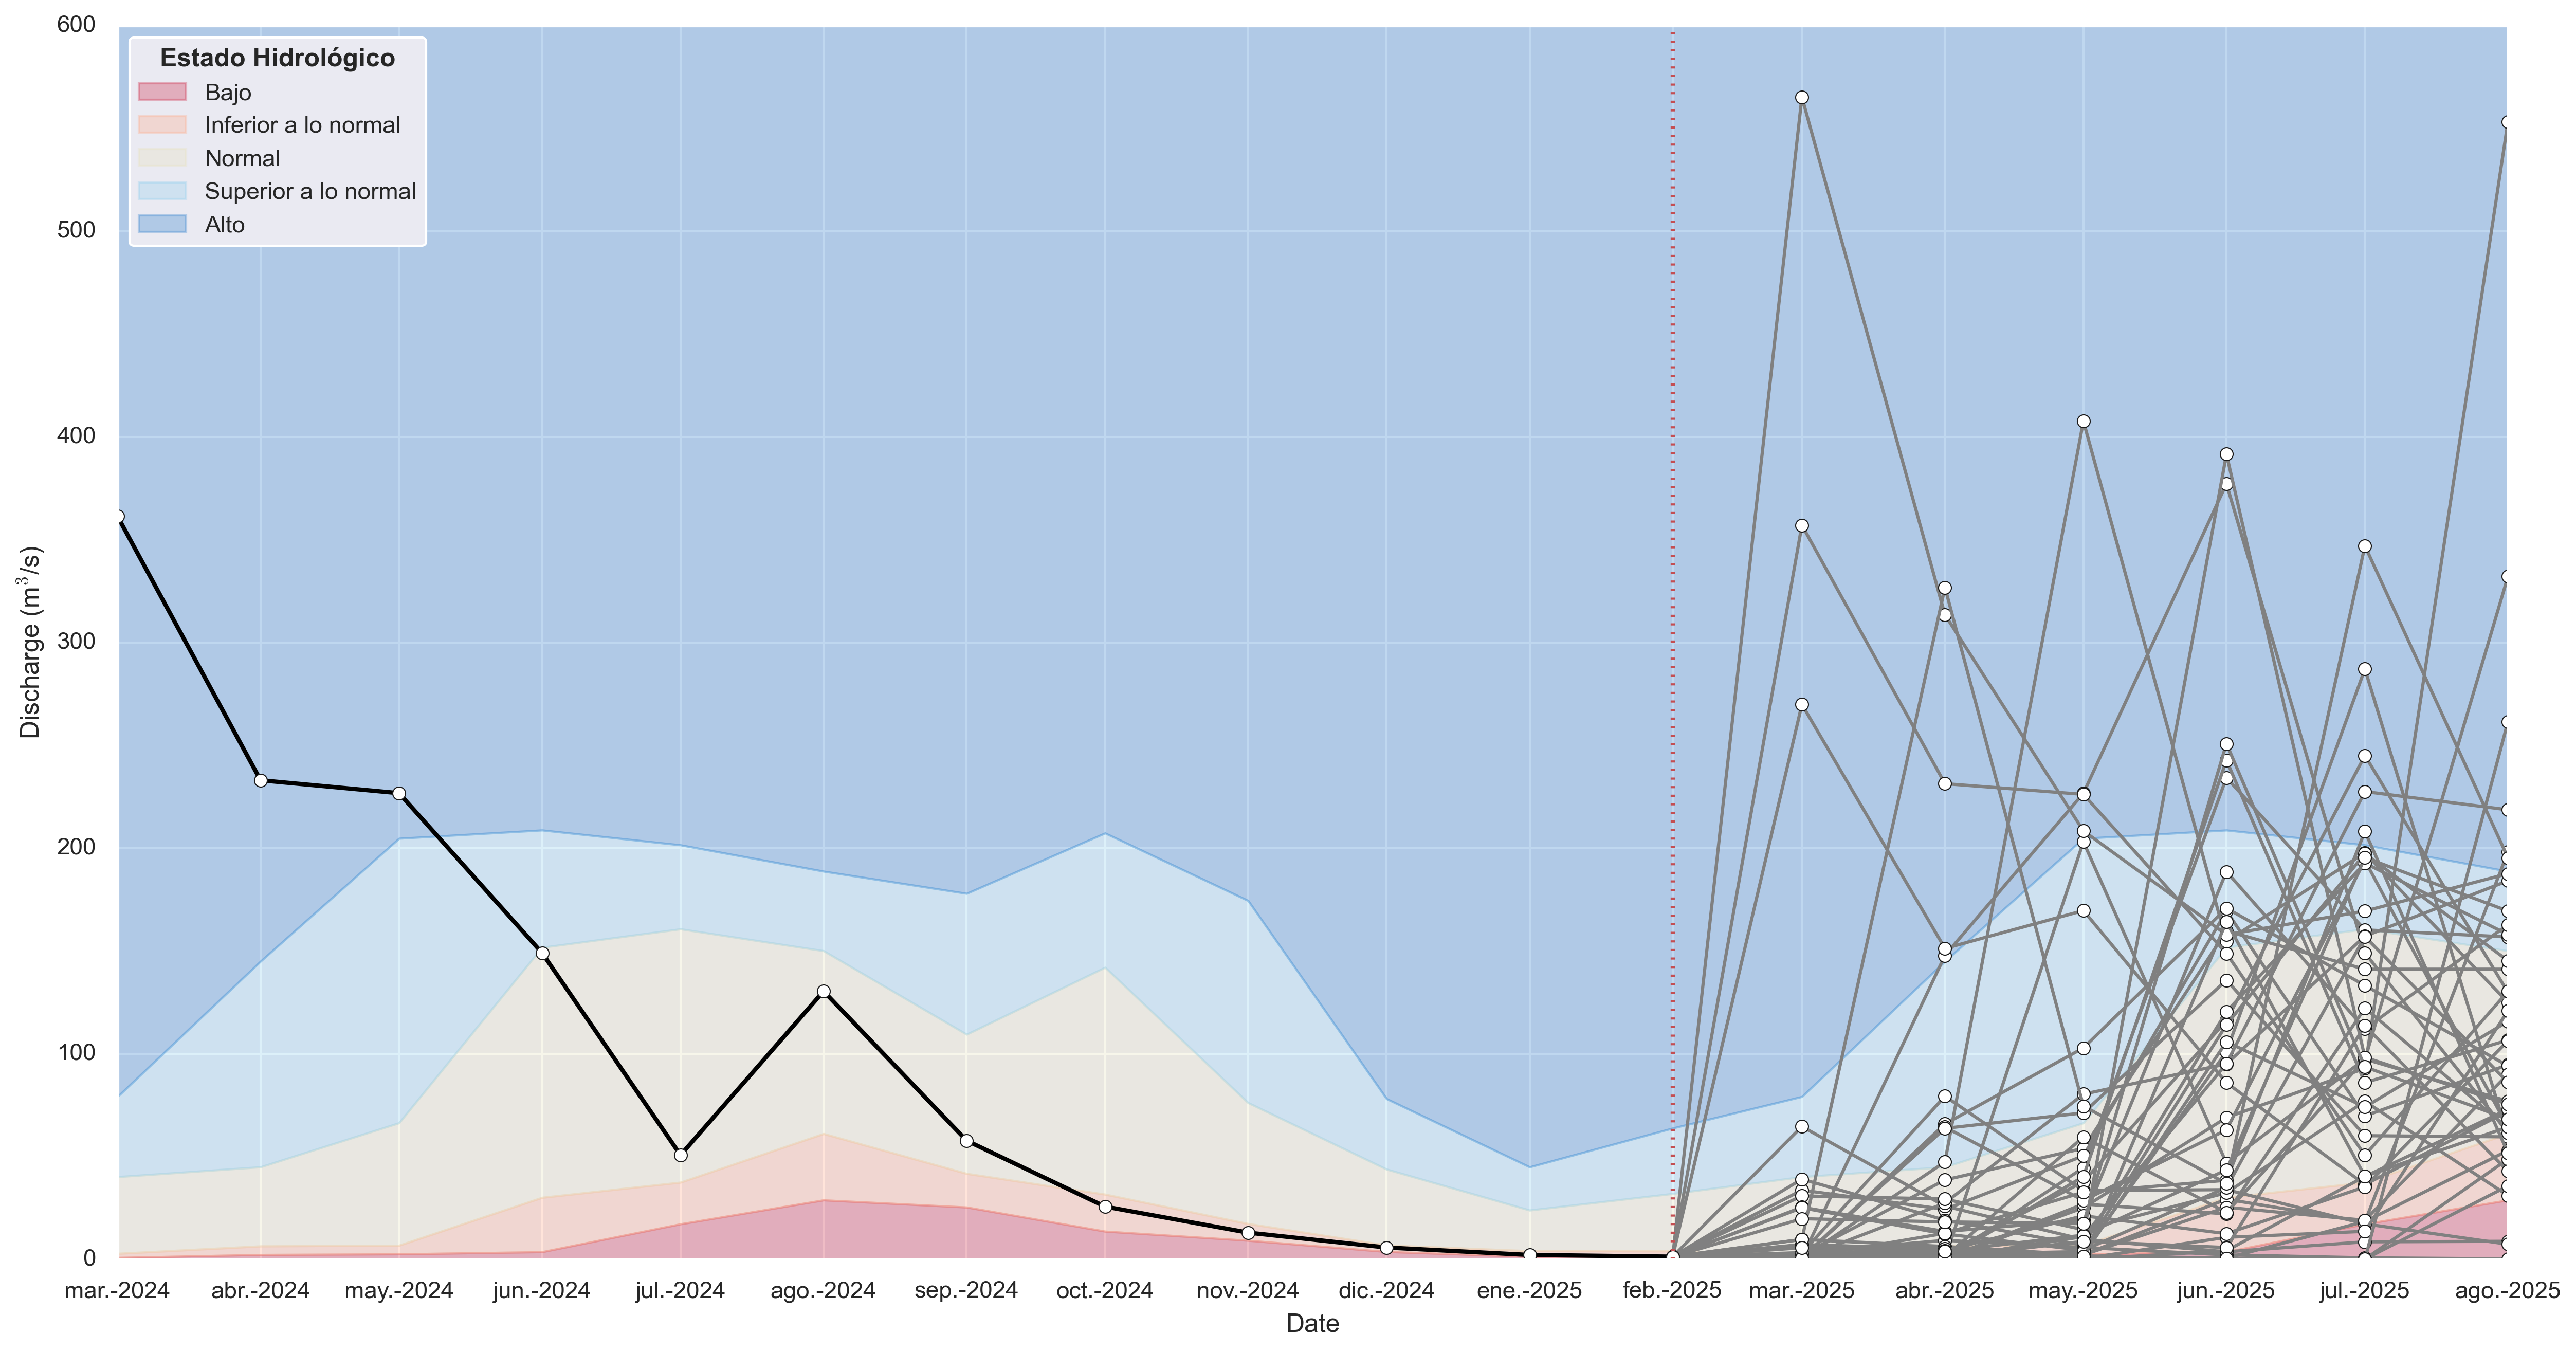 600
500
400
300
200
100
0
Discharge (m³/s)
Estado Hidrológico
Bajo
Inferior a lo normal
Normal
Superior a lo normal
Alto
mar.-2024 abr.-2024 may.-2024 jun.-2024 jul.-2024 ago.-2024 sep.-2024 oct.-2024 nov.-2024 dic.-2024 ene.-2025 feb.-2025 mar.-2025 abr.-2025 may.-2025 jun.-2025 jul.-2025 ago.-2025
Date